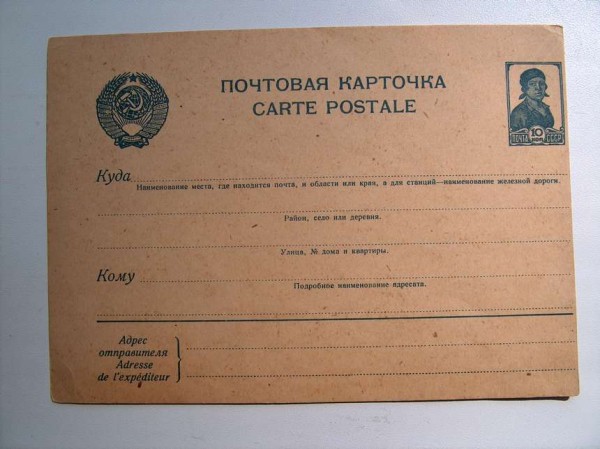 ПОЧТОВАЯ КАРТОЧКА
CARTE POSTALE
ПОЧТА 10 КОП. СССР
Куда
Наименование места, где находится почта, и области или края, а для станций—наименование железной дороги.
Район, село или деревня.
Улица, № дома и квартиры.
Кому
Подробное наименование адресата.
Адрес
отправителя
Adresse
de l'expéditeur